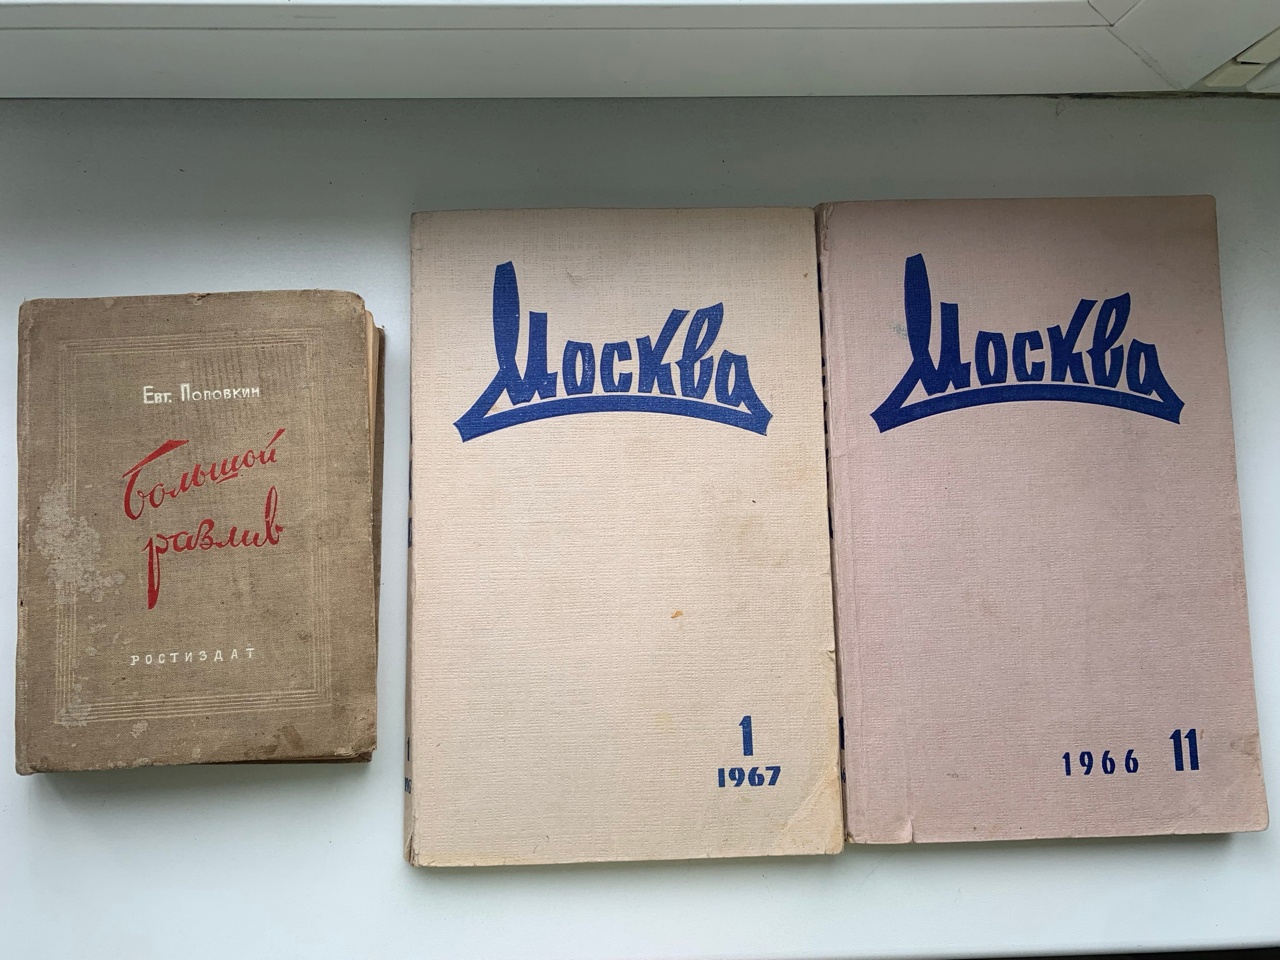 Евг. Поповкин
Большой
разлив
РОСТИЗДАТ
Москва
1
1967
Москва
1966 11